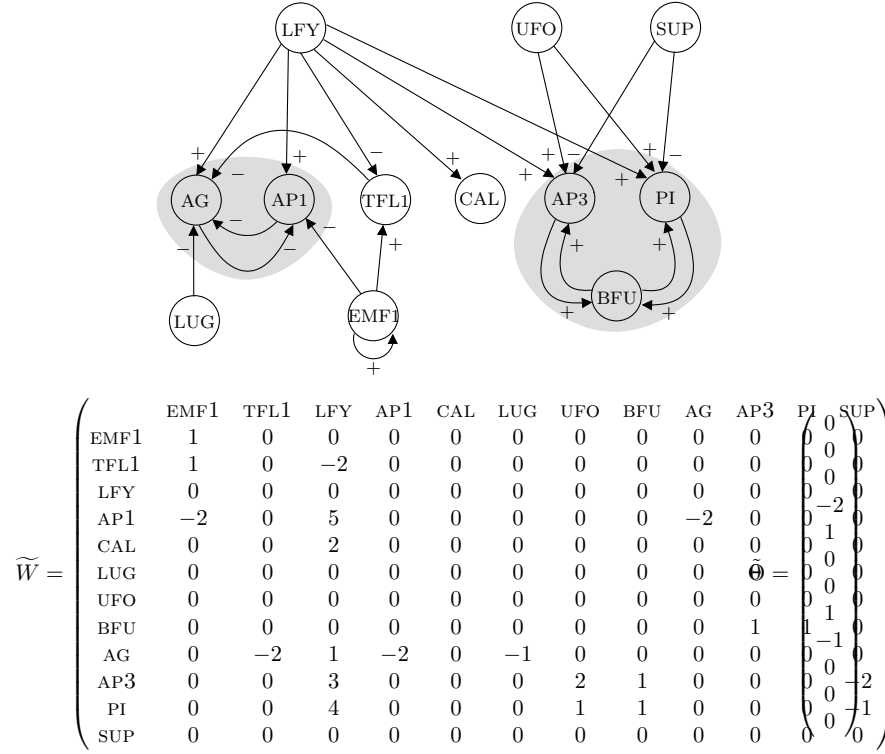 LFY UFO SUP
+ + − + + + − + −
+ +
− 
AG AP1 TFL1 CAL AP3 PI
− − − − − + + +
BFU
+ +
LUG EMF1
+
EMF1 TFL1 LFY AP1 CAL LUG UFO BFU AG AP3 PI SUP
EMF1 1 0 0 0 0 0 0 0 0 0 0 0
TFL1 1 0 −2 0 0 0 0 0 0 0 0 0
LFY 0 0 0 0 0 0 0 0 0 0 0 0
AP1 −2 0 5 0 0 0 0 0 −2 0 0 0
CAL 0 0 2 0 0 0 0 0 0 0 0 0
W̃ = LUG 0 0 0 0 0 0 0 0 0 0 0 0
UFO 0 0 0 0 0 0 0 0 0 0 0 0
BFU 0 0 0 0 0 0 0 0 0 1 1 0
AG 0 −2 1 −2 0 −1 0 0 0 0 0 0
AP3 0 0 3 0 0 0 2 1 0 0 0 −2
PI 0 0 4 0 0 0 1 1 0 0 0 −1
SUP 0 0 0 0 0 0 0 0 0 0 0 0
Θ̃ =
0
0
0
−2
1
0
0
1
−1
0
0
0